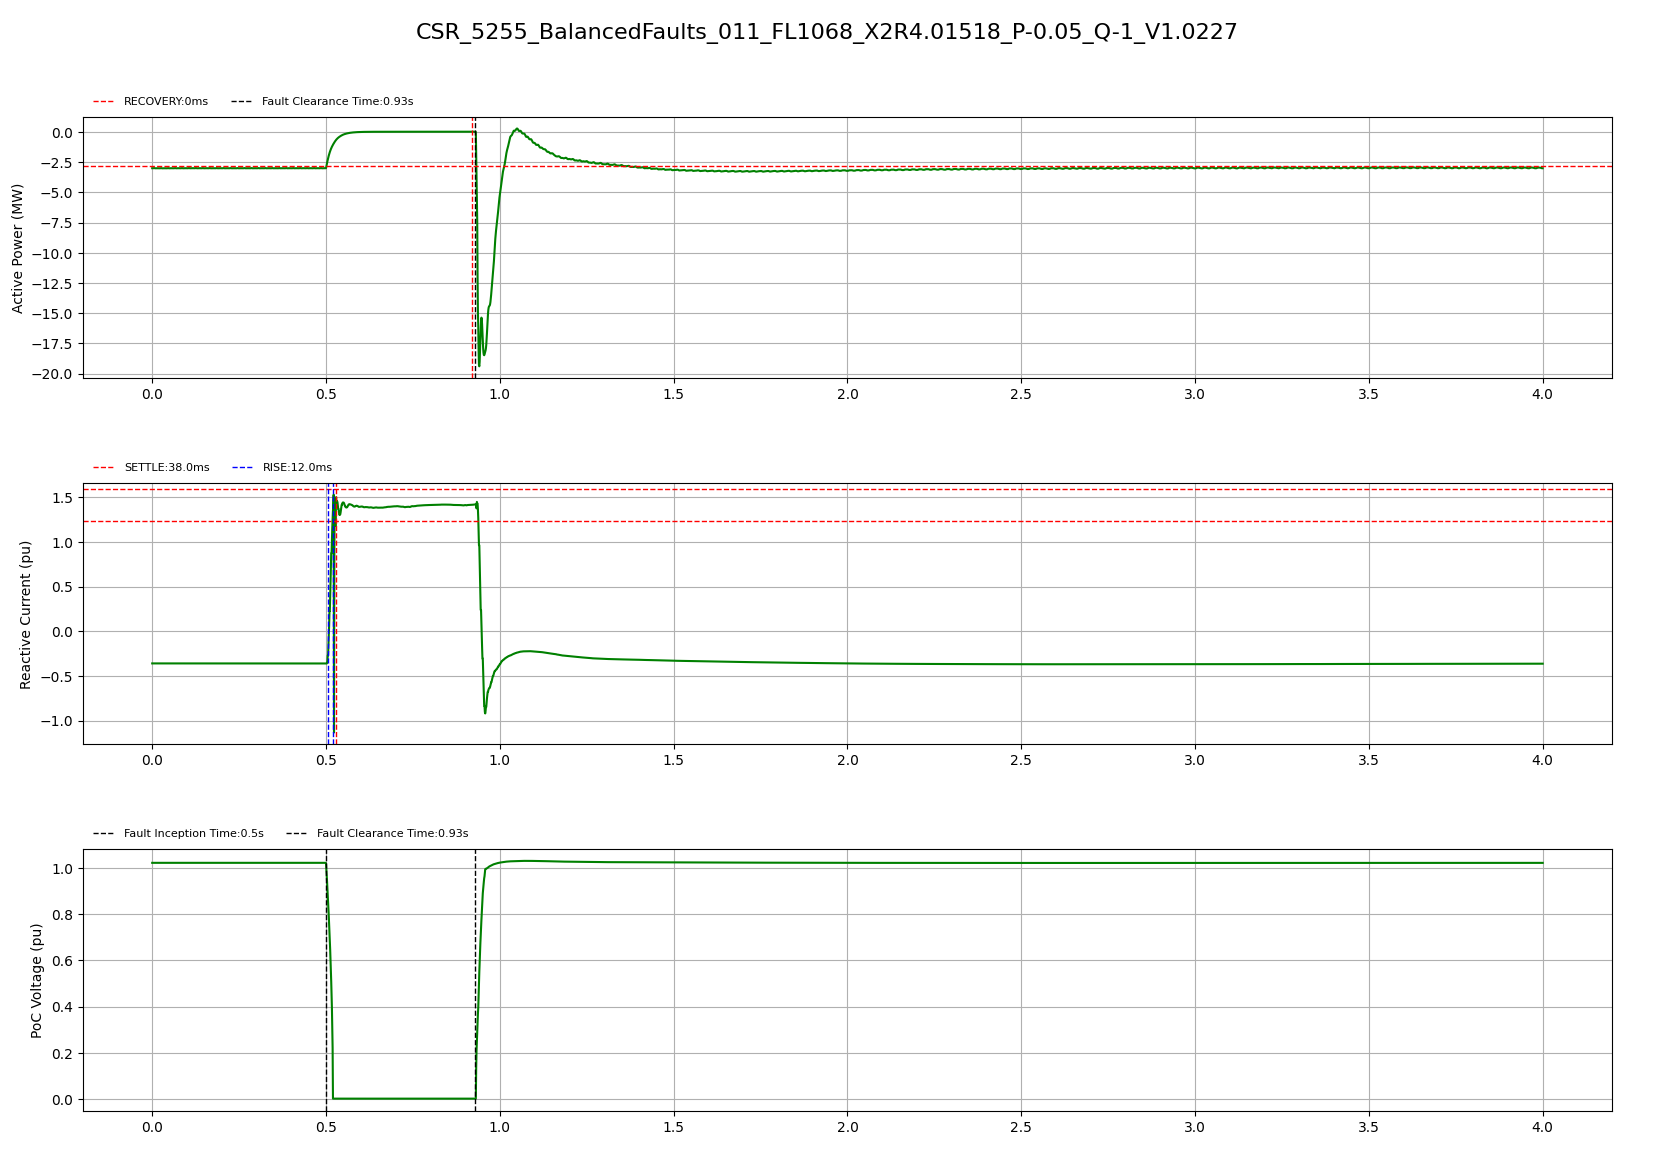 CSR_5255_BalancedFaults_011_FL1068_X2R4.01518_P-0.05_Q-1_V1.0227
RECOVERY:0ms Fault Clearance Time:0.93s
Active Power (MW)
0.0
−2.5
−5.0
−7.5
−10.0
−12.5
−15.0
−17.5
−20.0
0.0 0.5 1.0 1.5 2.0 2.5 3.0 3.5 4.0
SETTLE:38.0ms RISE:12.0ms
Reactive Current (pu)
1.5
1.0
0.5
0.0
−0.5
−1.0
0.0 0.5 1.0 1.5 2.0 2.5 3.0 3.5 4.0
Fault Inception Time:0.5s Fault Clearance Time:0.93s
PoC Voltage (pu)
1.0
0.8
0.6
0.4
0.2
0.0
0.0 0.5 1.0 1.5 2.0 2.5 3.0 3.5 4.0